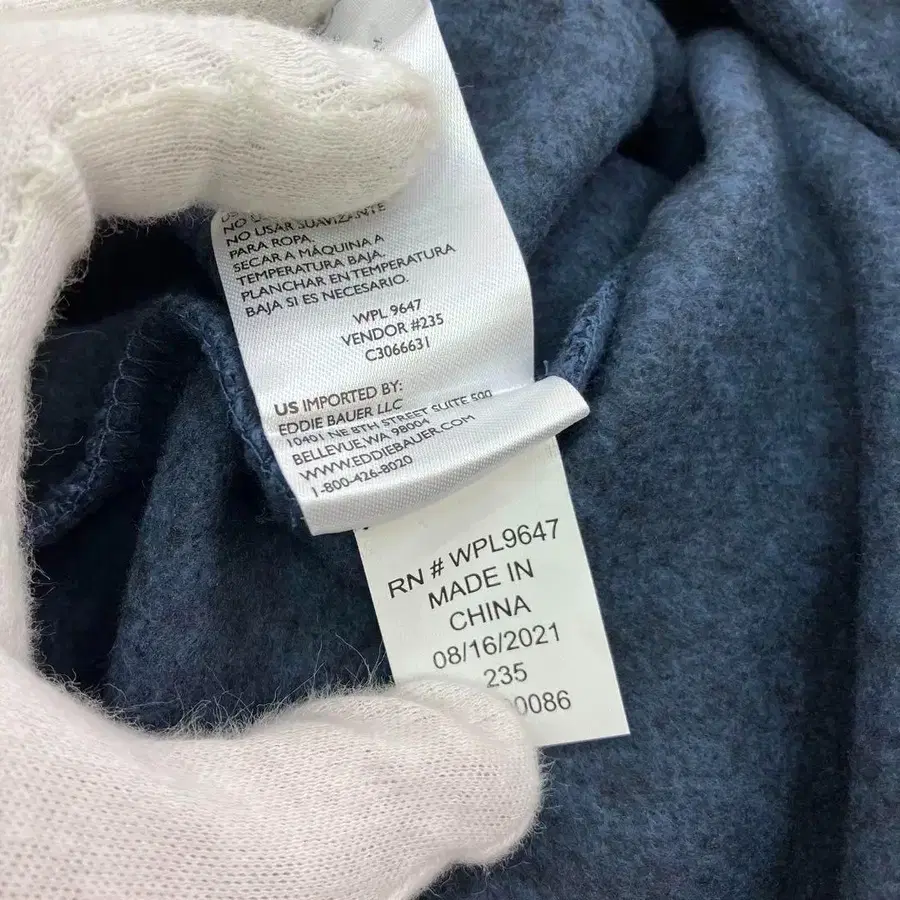 NO USAR SUAVIZANTE
PARA ROPA.
SECAR A MÁQUINA A
TEMPERATURA BAJA.
PLANCHAR EN TEMPERATURA
BAJA SI ES NECESARIO.
WPL 9647
VENDOR #235
C3066631
US IMPORTED BY:
EDDIE BAUER LLC
10401 NE 8TH STREET SUITE 500
BELLEVUE, WA 98004
WWW.EDDIEBAUER.COM
1-800-426-8020
RN # WPL9647
MADE IN
CHINA
08/16/2021
235
0086